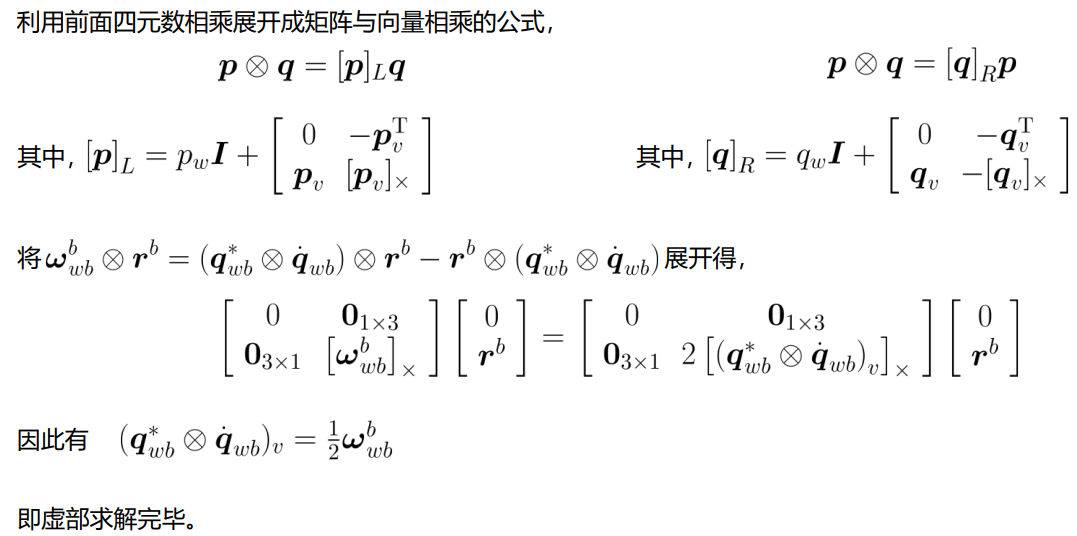 利用前面四元数相乘展开成矩阵与向量相乘的公式，
$\boldsymbol{p} \otimes \boldsymbol{q} = [\boldsymbol{p}]_L \boldsymbol{q}$ $\boldsymbol{p} \otimes \boldsymbol{q} = [\boldsymbol{q}]_R \boldsymbol{p}$
其中，$[\boldsymbol{p}]_L = p_w \boldsymbol{I} + \begin{bmatrix} 0 & -\boldsymbol{p}_v^{\mathrm{T}} \\ \boldsymbol{p}_v & [\boldsymbol{p}_v]_\times \end{bmatrix}$ 其中，$[\boldsymbol{q}]_R = q_w \boldsymbol{I} + \begin{bmatrix} 0 & -\boldsymbol{q}_v^{\mathrm{T}} \\ \boldsymbol{q}_v & -[\boldsymbol{q}_v]_\times \end{bmatrix}$
将$\boldsymbol{\omega}_{wb}^b \otimes \boldsymbol{r}^b = (\boldsymbol{q}_{wb}^* \otimes \dot{\boldsymbol{q}}_{wb}) \otimes \boldsymbol{r}^b - \boldsymbol{r}^b \otimes (\boldsymbol{q}_{wb}^* \otimes \dot{\boldsymbol{q}}_{wb})$展开得，
$\begin{bmatrix} 0 & \boldsymbol{0}_{1\times3} \\ \boldsymbol{0}_{3\times1} & [\boldsymbol{\omega}_{wb}^b]_\times \end{bmatrix} \begin{bmatrix} 0 \\ \boldsymbol{r}^b \end{bmatrix} = \begin{bmatrix} 0 & \boldsymbol{0}_{1\times3} \\ \boldsymbol{0}_{3\times1} & 2[(\boldsymbol{q}_{wb}^* \otimes \dot{\boldsymbol{q}}_{wb})_v]_\times \end{bmatrix} \begin{bmatrix} 0 \\ \boldsymbol{r}^b \end{bmatrix}$
因此有 $(\boldsymbol{q}_{wb}^* \otimes \dot{\boldsymbol{q}}_{wb})_v = \frac{1}{2} \boldsymbol{\omega}_{wb}^b$
即虚部求解完毕。